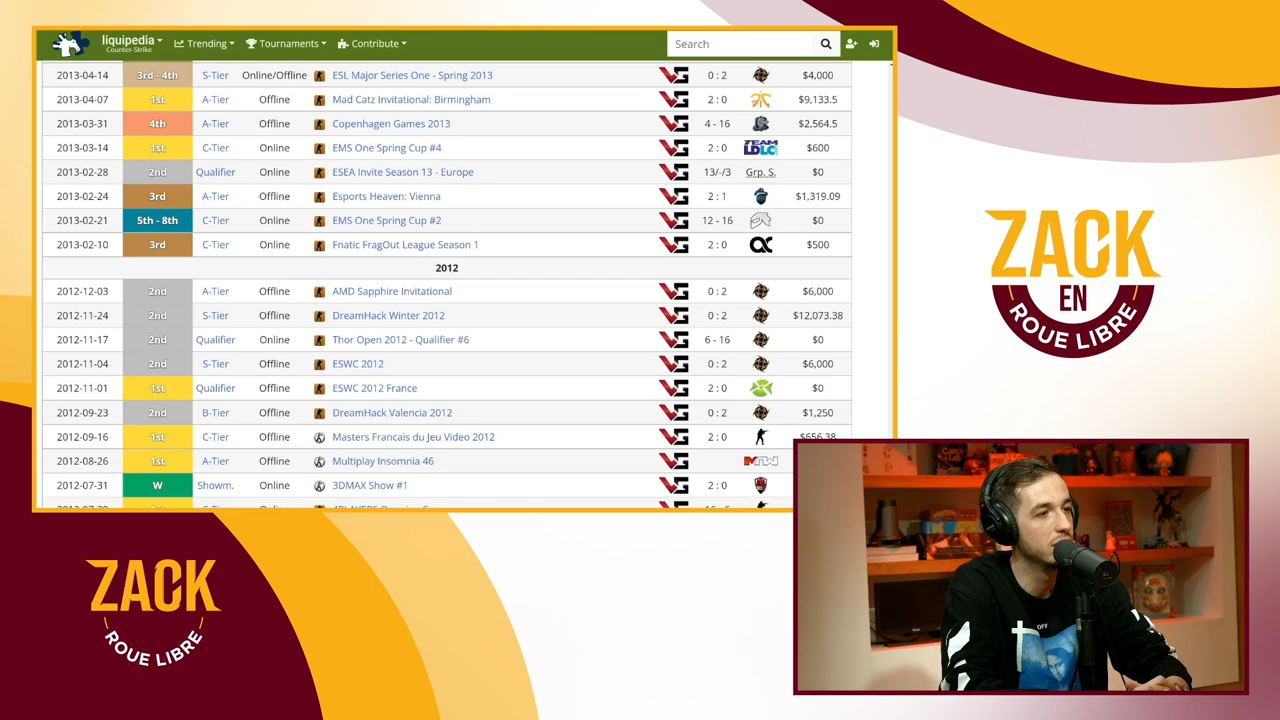 liquipedia
Counter-Strike
Trending
Tournaments
Contribute
Search
2013-04-14 3rd - 4th S-Tier Online/Offline ESL Major Series One - Spring 2013 0 : 2 $4,000
2013-04-07 1st A-Tier Offline Mad Catz Invitational: Birmingham 2 : 0 $9,133.5
2013-03-31 4th A-Tier Offline Copenhagen Games 2013 4 - 16 $2,564.5
2013-03-14 1st C-Tier Online EMS One Spring Cup #4 2 : 0 TEAM LDLC $600
2013-02-28 2nd Qualifier Online ESEA Invite Season 13 - Europe 13/-/3 Grp. S. $0
2013-02-24 3rd A-Tier Offline Esports Heaven: Vienna 2 : 1 $1,319.09
2013-02-21 5th - 8th C-Tier Online EMS One Spring Cup #2 12 - 16 $0
2013-02-10 3rd C-Tier Online Fnatic FragOut League Season 1 2 : 0 $500
2012
2012-12-03 2nd A-Tier Offline AMD Sapphire Invitational 0 : 2 $6,000
2012-11-24 2nd S-Tier Offline DreamHack Winter 2012 0 : 2 $12,073.38
2012-11-17 2nd Qualifier Online Thor Open 2012 - Qualifier #6 6 - 16 $0
2012-11-04 2nd S-Tier Offline ESWC 2012 0 : 2 $6,000
2012-11-01 1st Qualifier Offline ESWC 2012 France 2 : 0 $0
2012-09-23 2nd B-Tier Offline DreamHack Valencia 2012 0 : 2 $1,250
2012-09-16 1st C-Tier Offline Masters Francais du Jeu Video 2012 2 : 0 $656.38
2012-08-26 1st A-Tier Offline Multiplay Insomnia 46 2 : 0
2012-07-31 W Showm. Online 3DMAX Show #1 2 : 0
ZACK
EN
ROUE LIBRE
ZACK
ROUE LIBRE
OFF